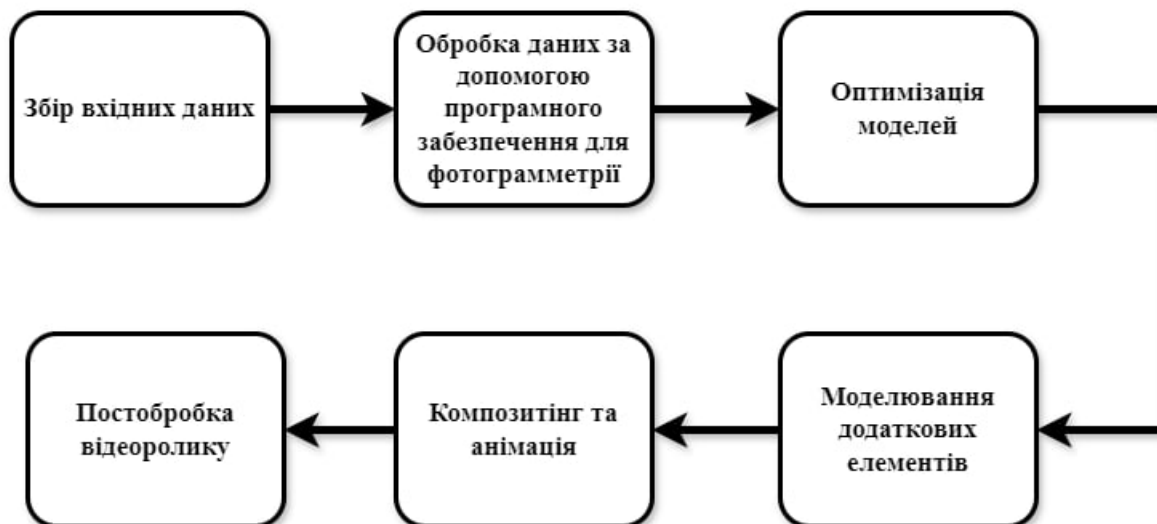 Збір вхідних даних
Обробка даних за
допомогою
програмного
забезпечення для
фотограмметрії
Оптимізація
моделей
Моделювання
додаткових
елементів
Композитінг та
анімація
Постобробка
відеоролику